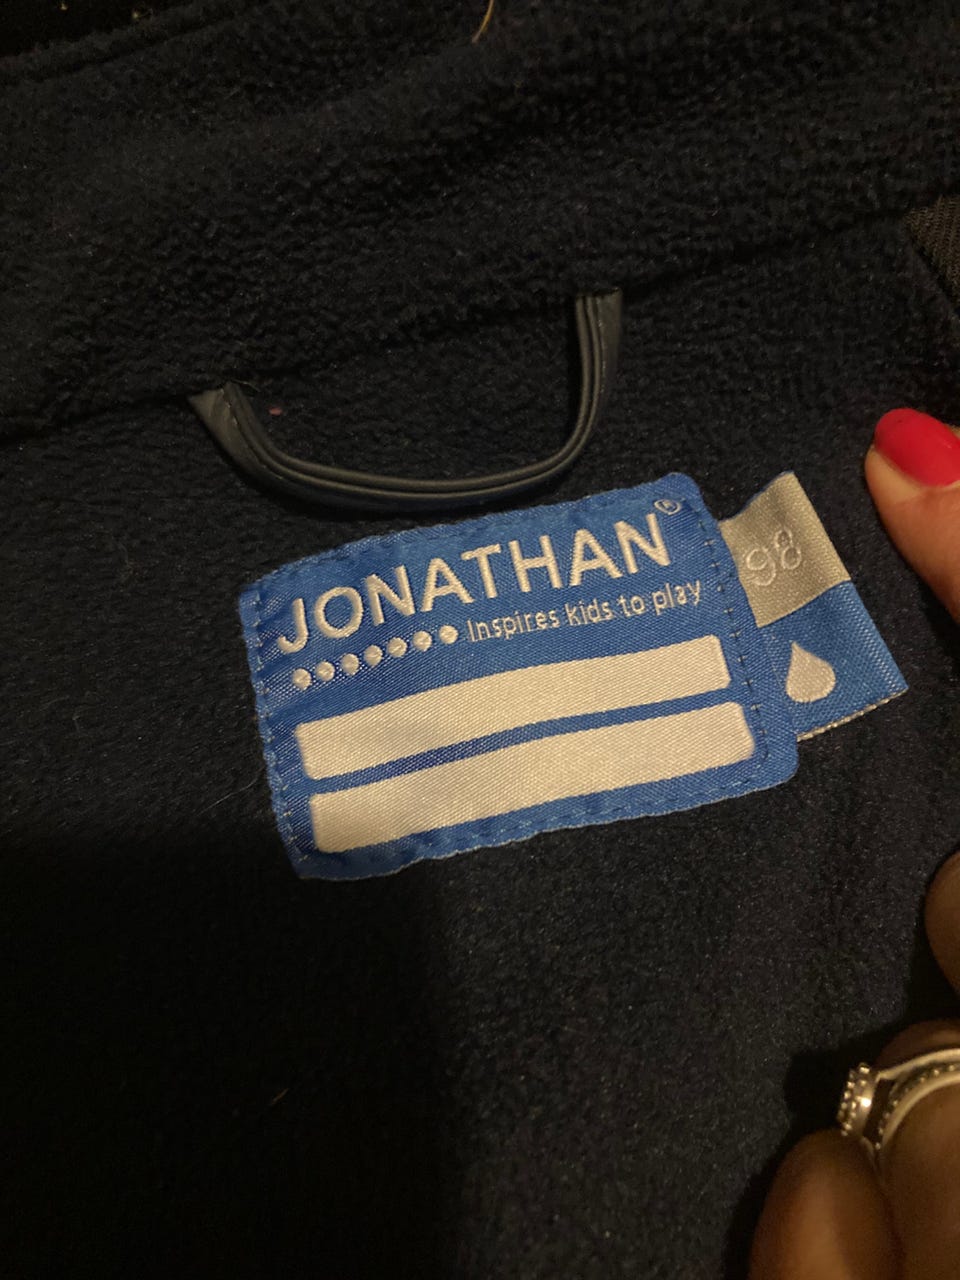 JONATHAN®
Inspires kids to play
98